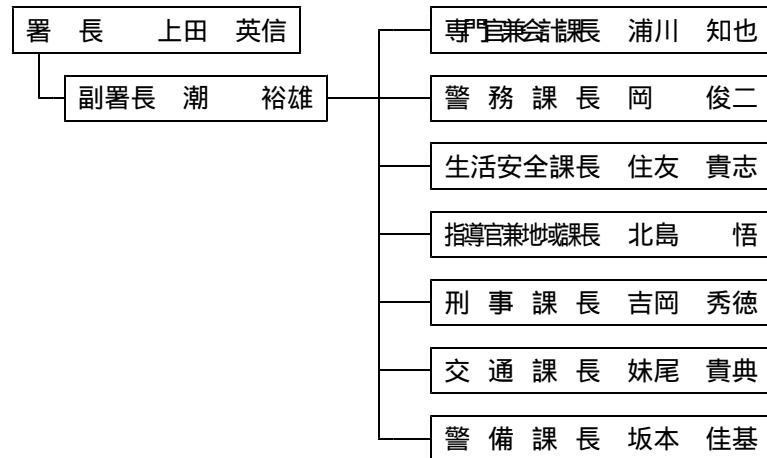 署 長 上田 英信
副署長 潮 裕雄
専門官兼会計課長 浦川 知也
警 務 課 長 岡 俊二
生活安全課長 住友 貴志
指導官兼地域課長 北島 悟
刑 事 課 長 吉岡 秀徳
交 通 課 長 妹尾 貴典
警 備 課 長 坂本 佳基